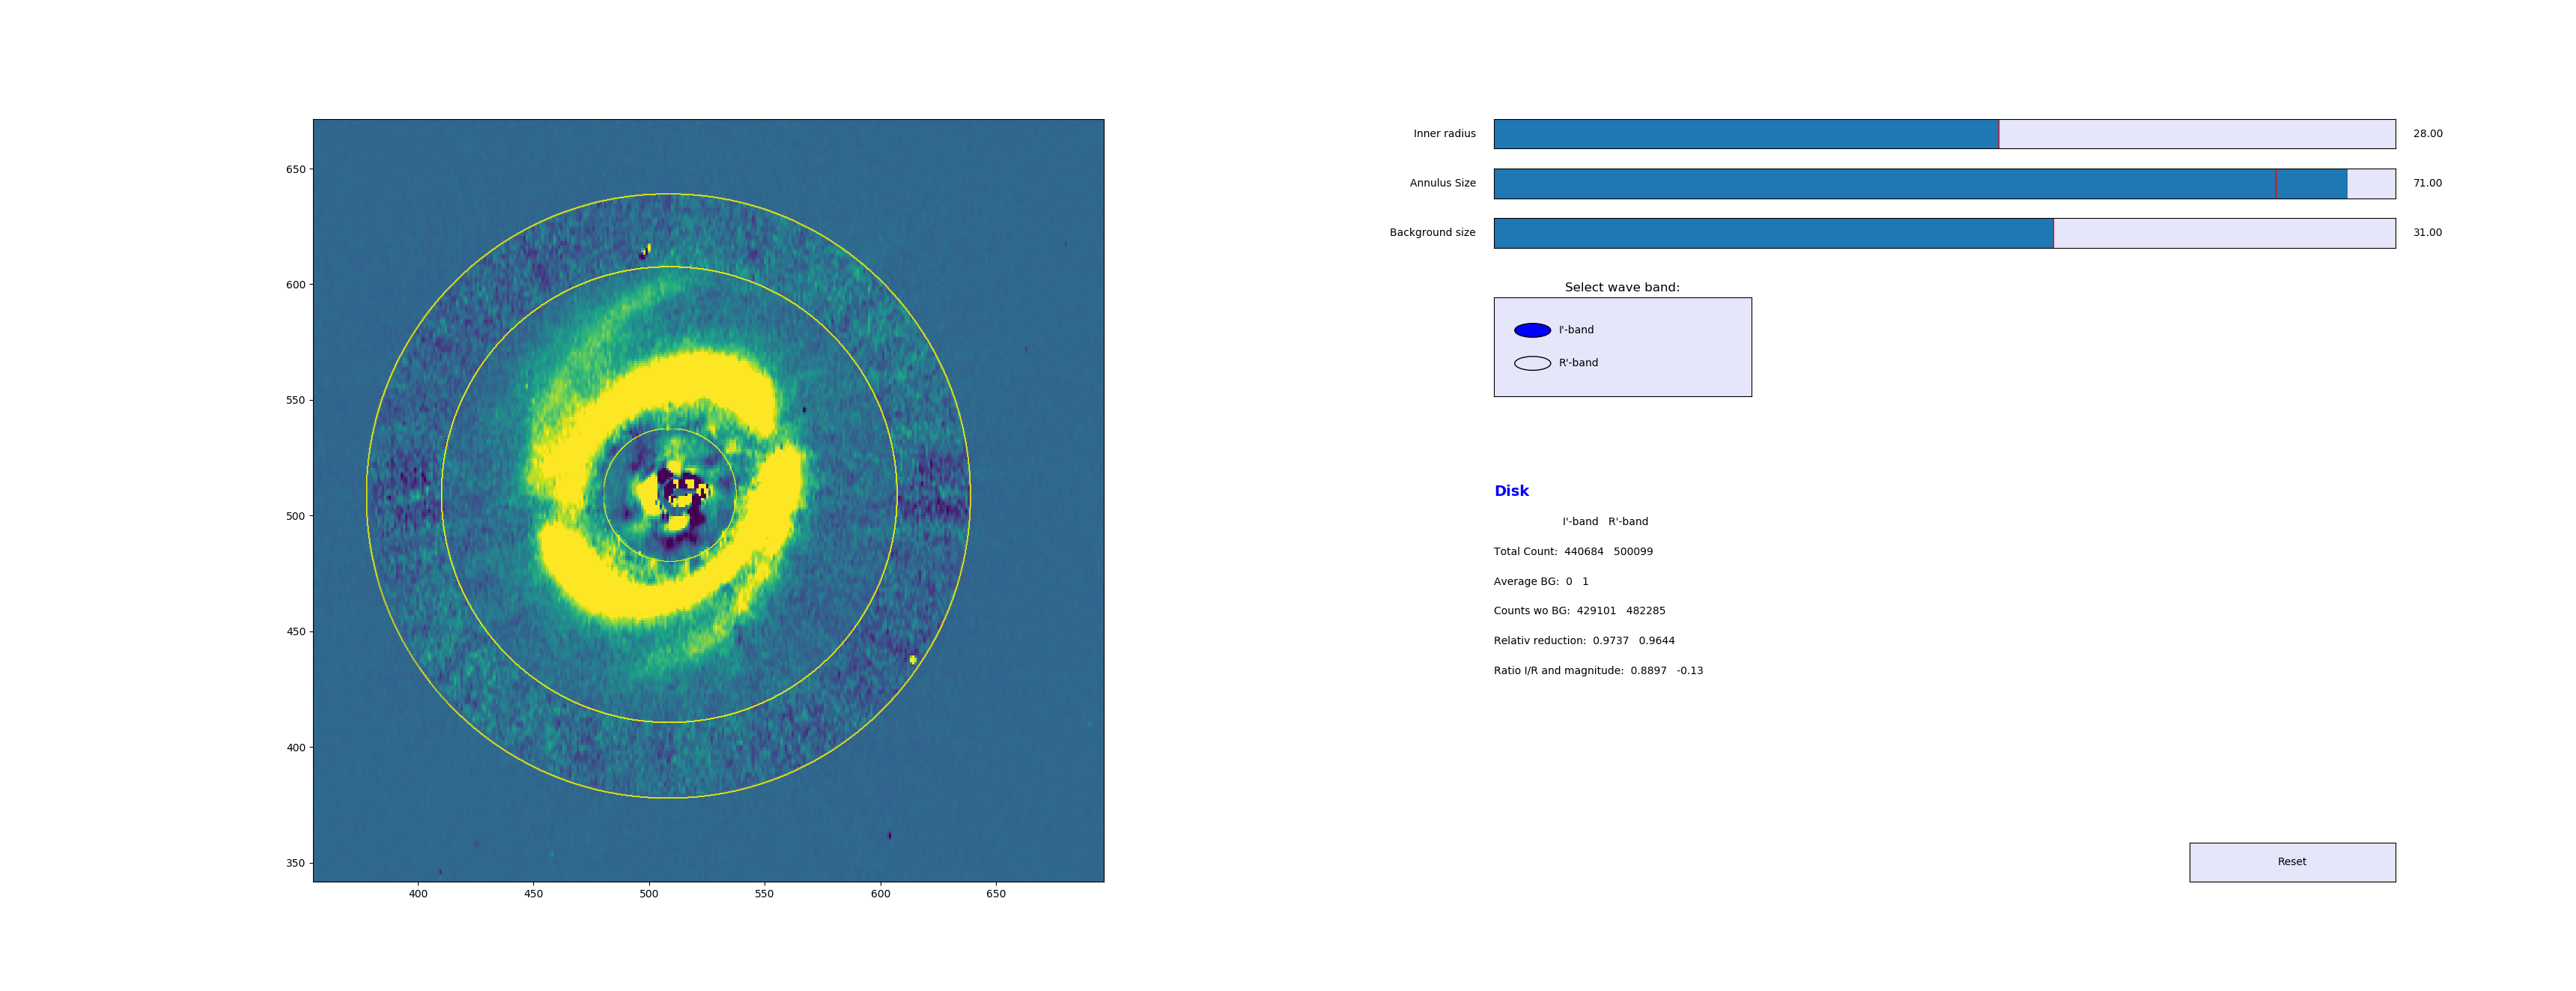 650
600
550
500
450
400
350
400 450 500 550 600 650
Inner radius 28.00
Annulus Size 71.00
Background size 31.00
Select wave band:
I'-band
R'-band
Disk
I'-band R'-band
Total Count: 440684 500099
Average BG: 0 1
Counts wo BG: 429101 482285
Relativ reduction: 0.9737 0.9644
Ratio I/R and magnitude: 0.8897 -0.13
Reset